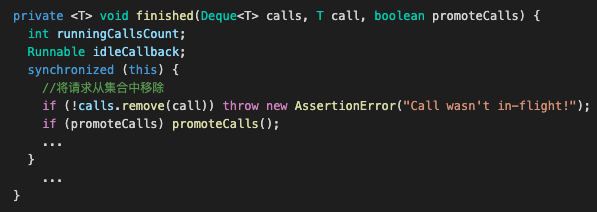 private <T> void finished(Deque<T> calls, T call, boolean promoteCalls) {
  int runningCallsCount;
  Runnable idleCallback;
  synchronized (this) {
    //将请求从集合中移除
    if (!calls.remove(call)) throw new AssertionError("Call wasn't in-flight!");
    if (promoteCalls) promoteCalls();
    ...
  }
    ...
}